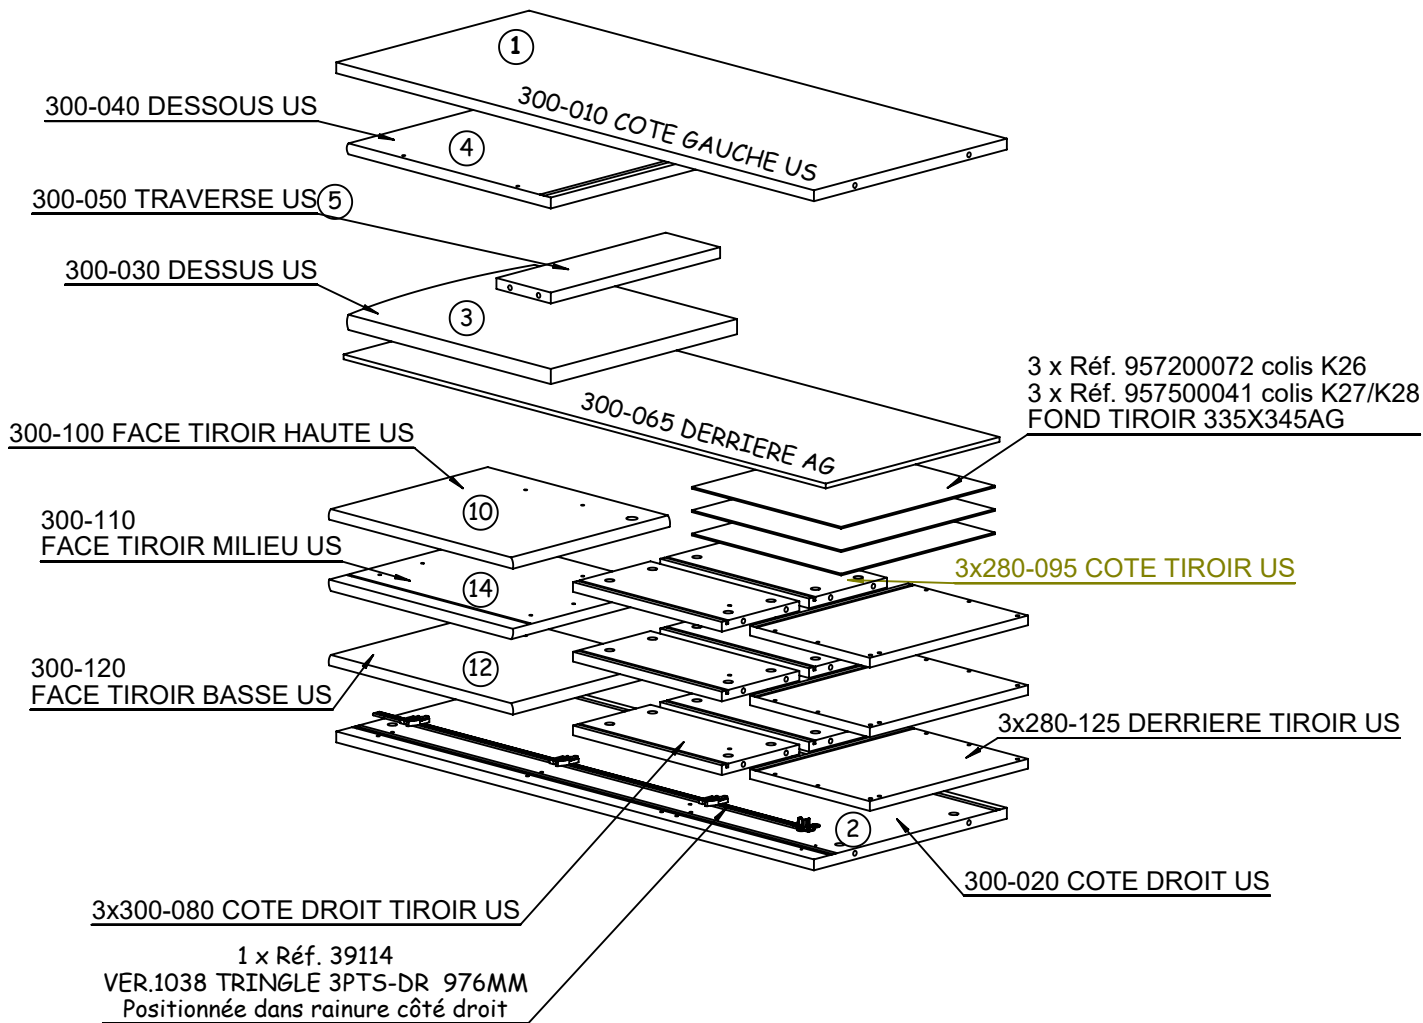 1
300-010 COTE GAUCHE US
300-040 DESSOUS US
4
300-050 TRAVERSE US
5
300-030 DESSUS US
3
3 x Réf. 957200072 colis K26
3 x Réf. 957500041 colis K27/K28
FOND TIROIR 335X345AG
300-065 DERRIERE AG
300-100 FACE TIROIR HAUTE US
10
300-110
FACE TIROIR MILIEU US
14
3x280-095 COTE TIROIR US
300-120
FACE TIROIR BASSE US
12
3x280-125 DERRIERE TIROIR US
2
300-020 COTE DROIT US
3x300-080 COTE DROIT TIROIR US
1 x Réf. 39114
VER.1038 TRINGLE 3PTS-DR 976MM
Positionnée dans rainure côté droit